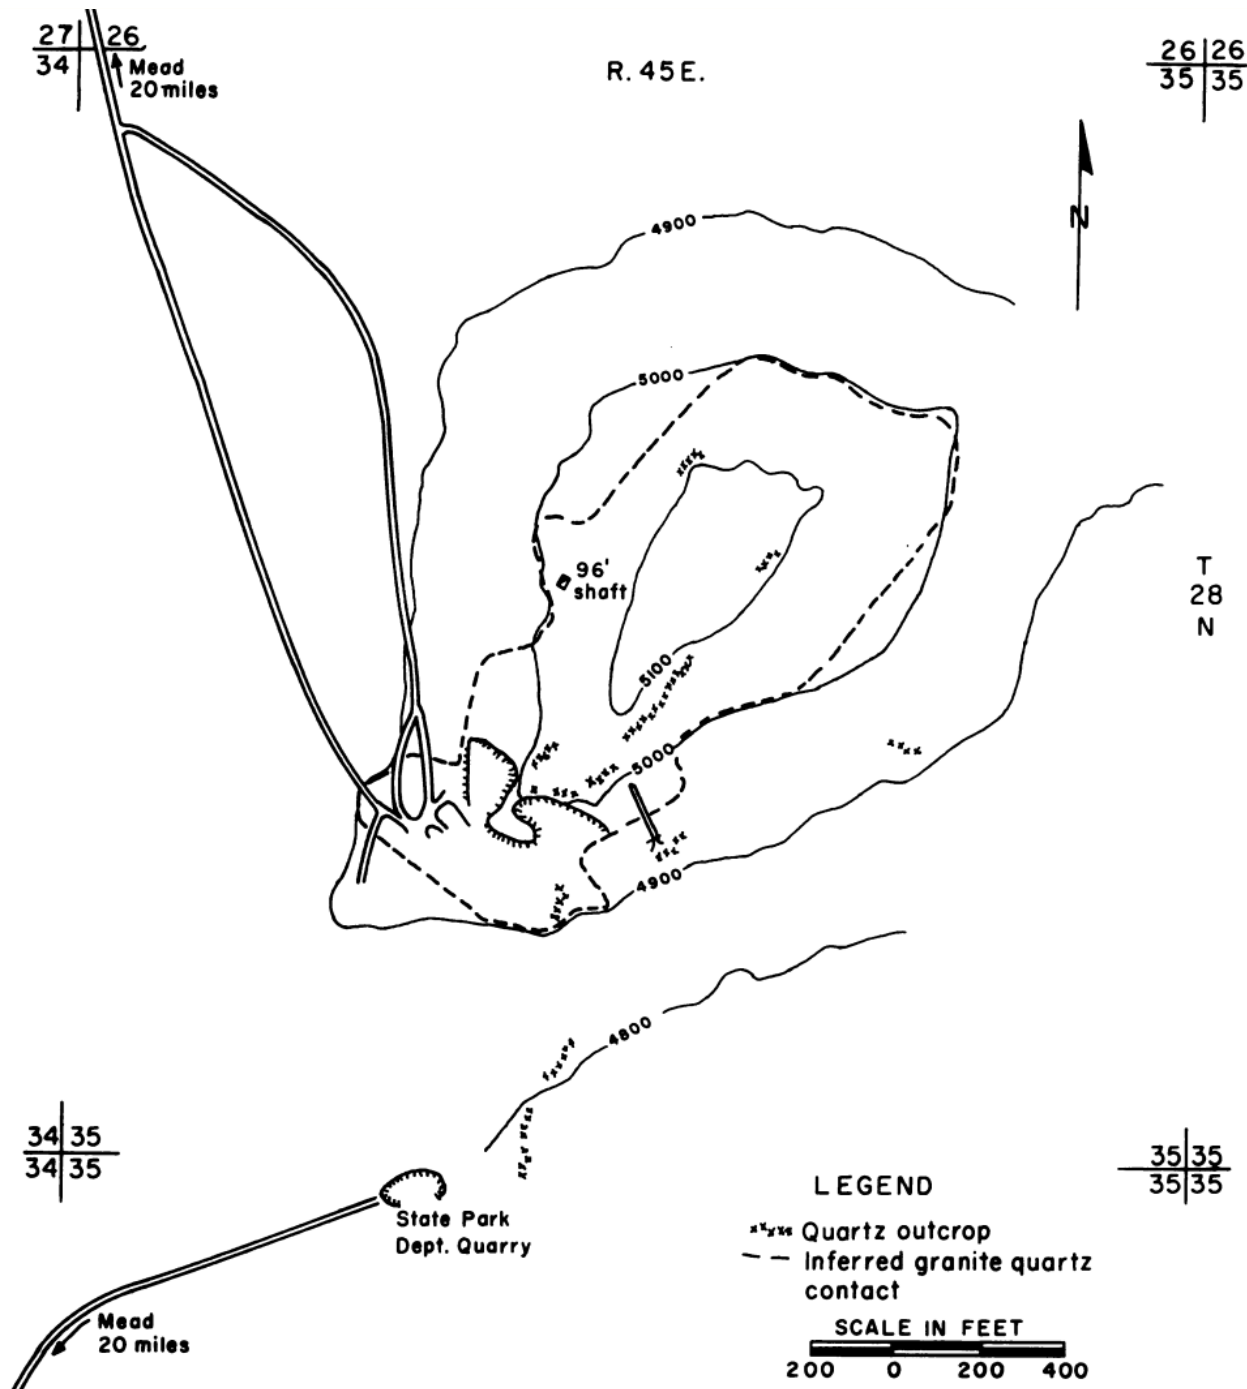 27 26
34
Mead
20 miles
R. 45 E.
26 26
35 35
N
4900
5000
96'
shaft
T
28
N
5100
5000
4900
4800
34 35
34 35
35 35
35 35
State Park
Dept. Quarry
LEGEND
Quartz outcrop
Inferred granite quartz
contact
Mead
20 miles
SCALE IN FEET
200 0 200 400